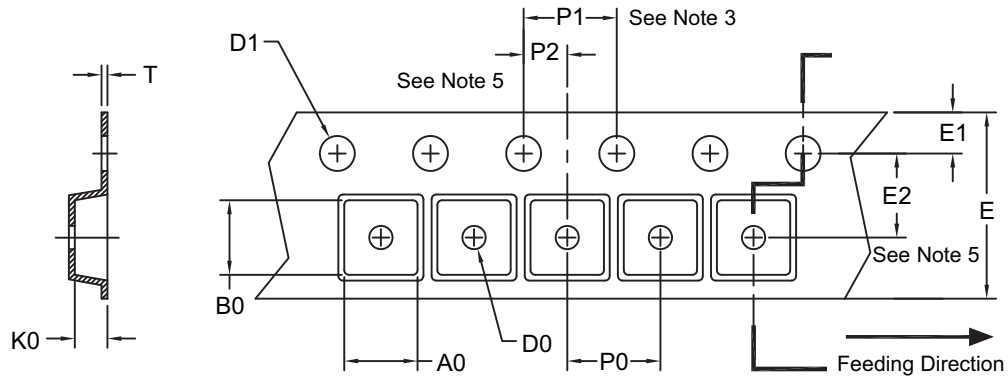 P1
See Note 3
D1
P2
T
See Note 5
E1
E2
E
See Note 5
B0
K0
A0
D0
P0
Feeding Direction